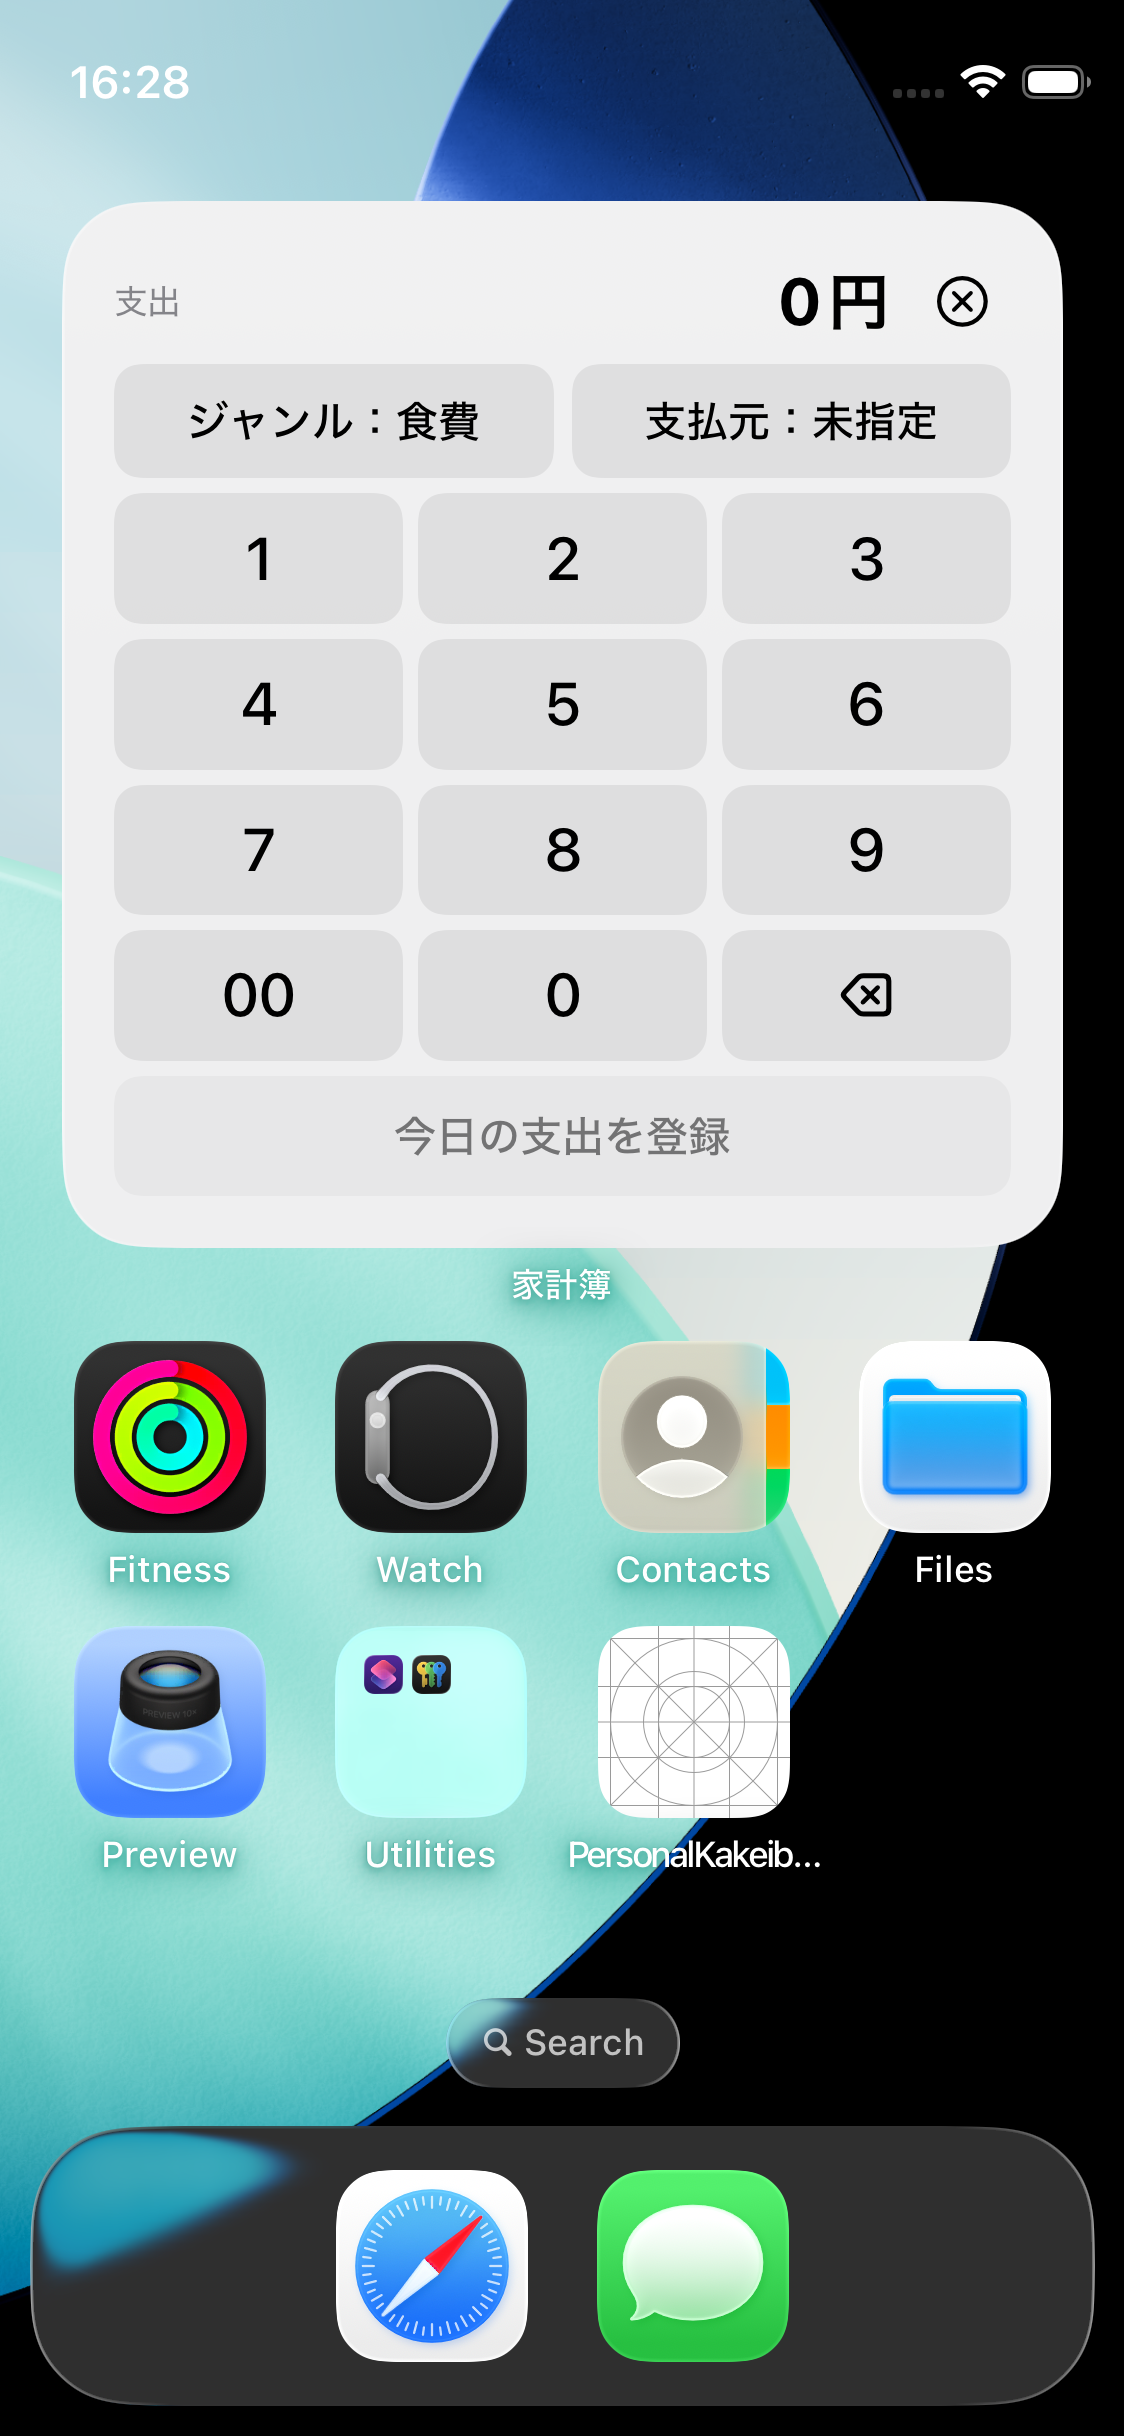 16:28
支出
0円
ジャンル：食費
支払元：未指定
1
2
3
4
5
6
7
8
9
00
0
今日の支出を登録
家計簿
Fitness
Watch
Contacts
Files
PREVIEW 10×
Preview
Utilities
PersonalKakeib...
Search